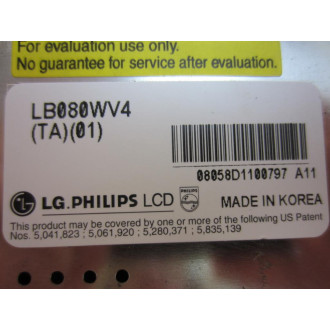 For evaluation use only.
No guarantee for service after evaluation.
LB080WV4
(TA)(01)
08058D1100797 A11
LG LG.PHILIPS LCD PHILIPS MADE IN KOREA
This product may be covered by one or more of the following US Patent
Nos. 5,041,823 ; 5,061,920 ; 5,280,371 ; 5,835,139